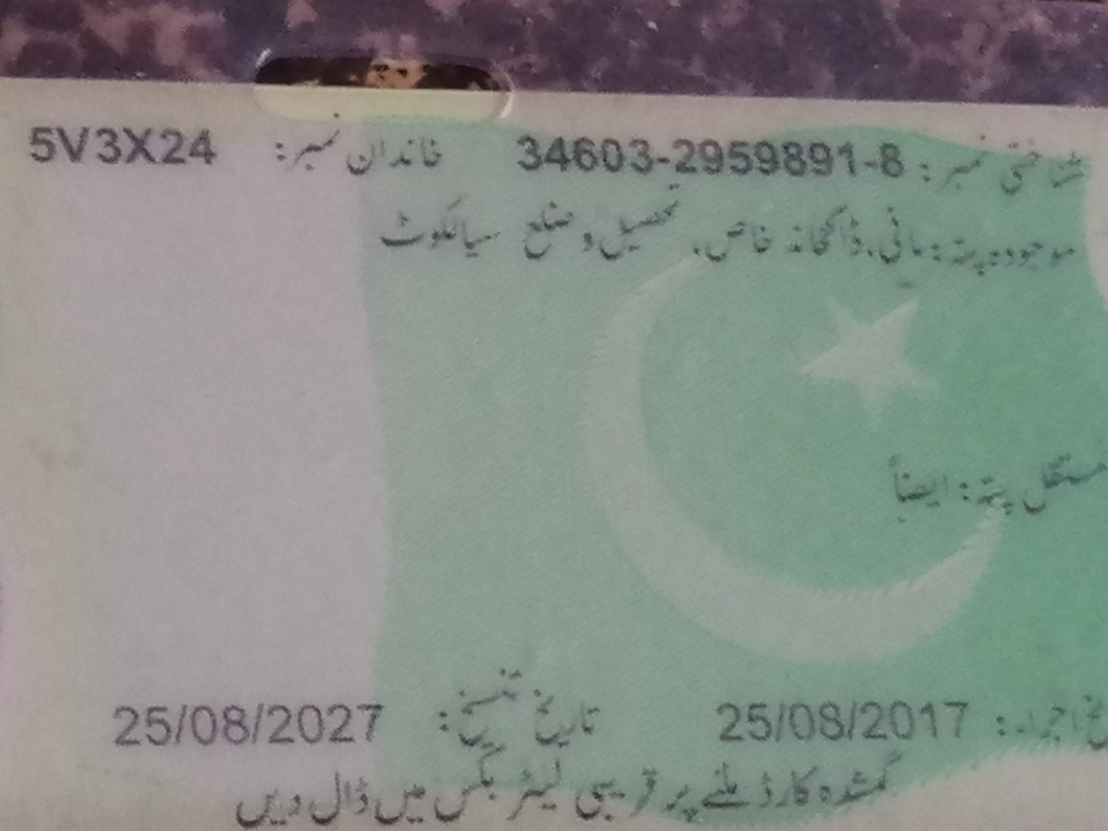 شناختی نمبر: 34603-2959891-8 خاندان نمبر: 5V3X24
موجودہ پتہ: مانی، ڈاکخانہ خاص، تحصیل و ضلع سیالکوٹ
مستقل پتہ: ایضاً
تاریخ اجراء: 25/08/2017 تاریخ تنسیخ: 25/08/2027
گمشدہ کارڈ ملنے پر قریبی لیٹر بکس میں ڈال دیں